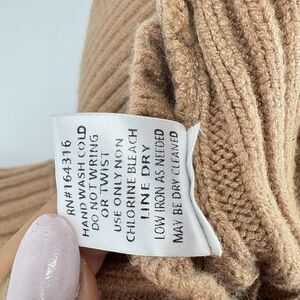 RN#164316
HAND WASH COLD
DO NOT WRING
OR TWIST
USE ONLY NON
CHLORINE BLEACH
LINE DRY
LOW IRON AS NEEDED
MAY BE DRY CLEANED